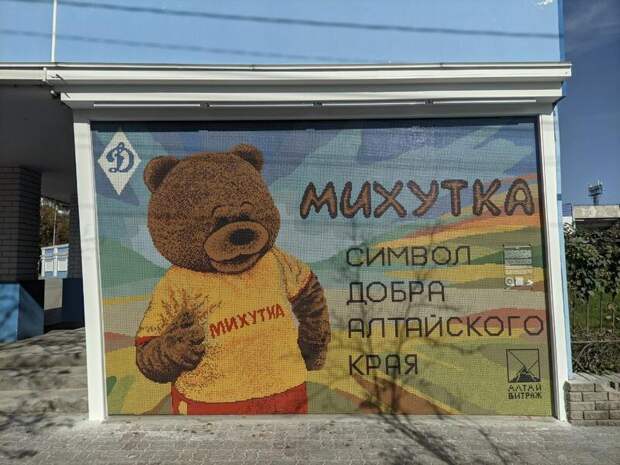 Д
МИХУТКА
МИХУТКА
СИМВОЛ
ДОБРА
АЛТАЙСКОГО
КРАЯ
АЛТАЙ
ВИТРАЖ